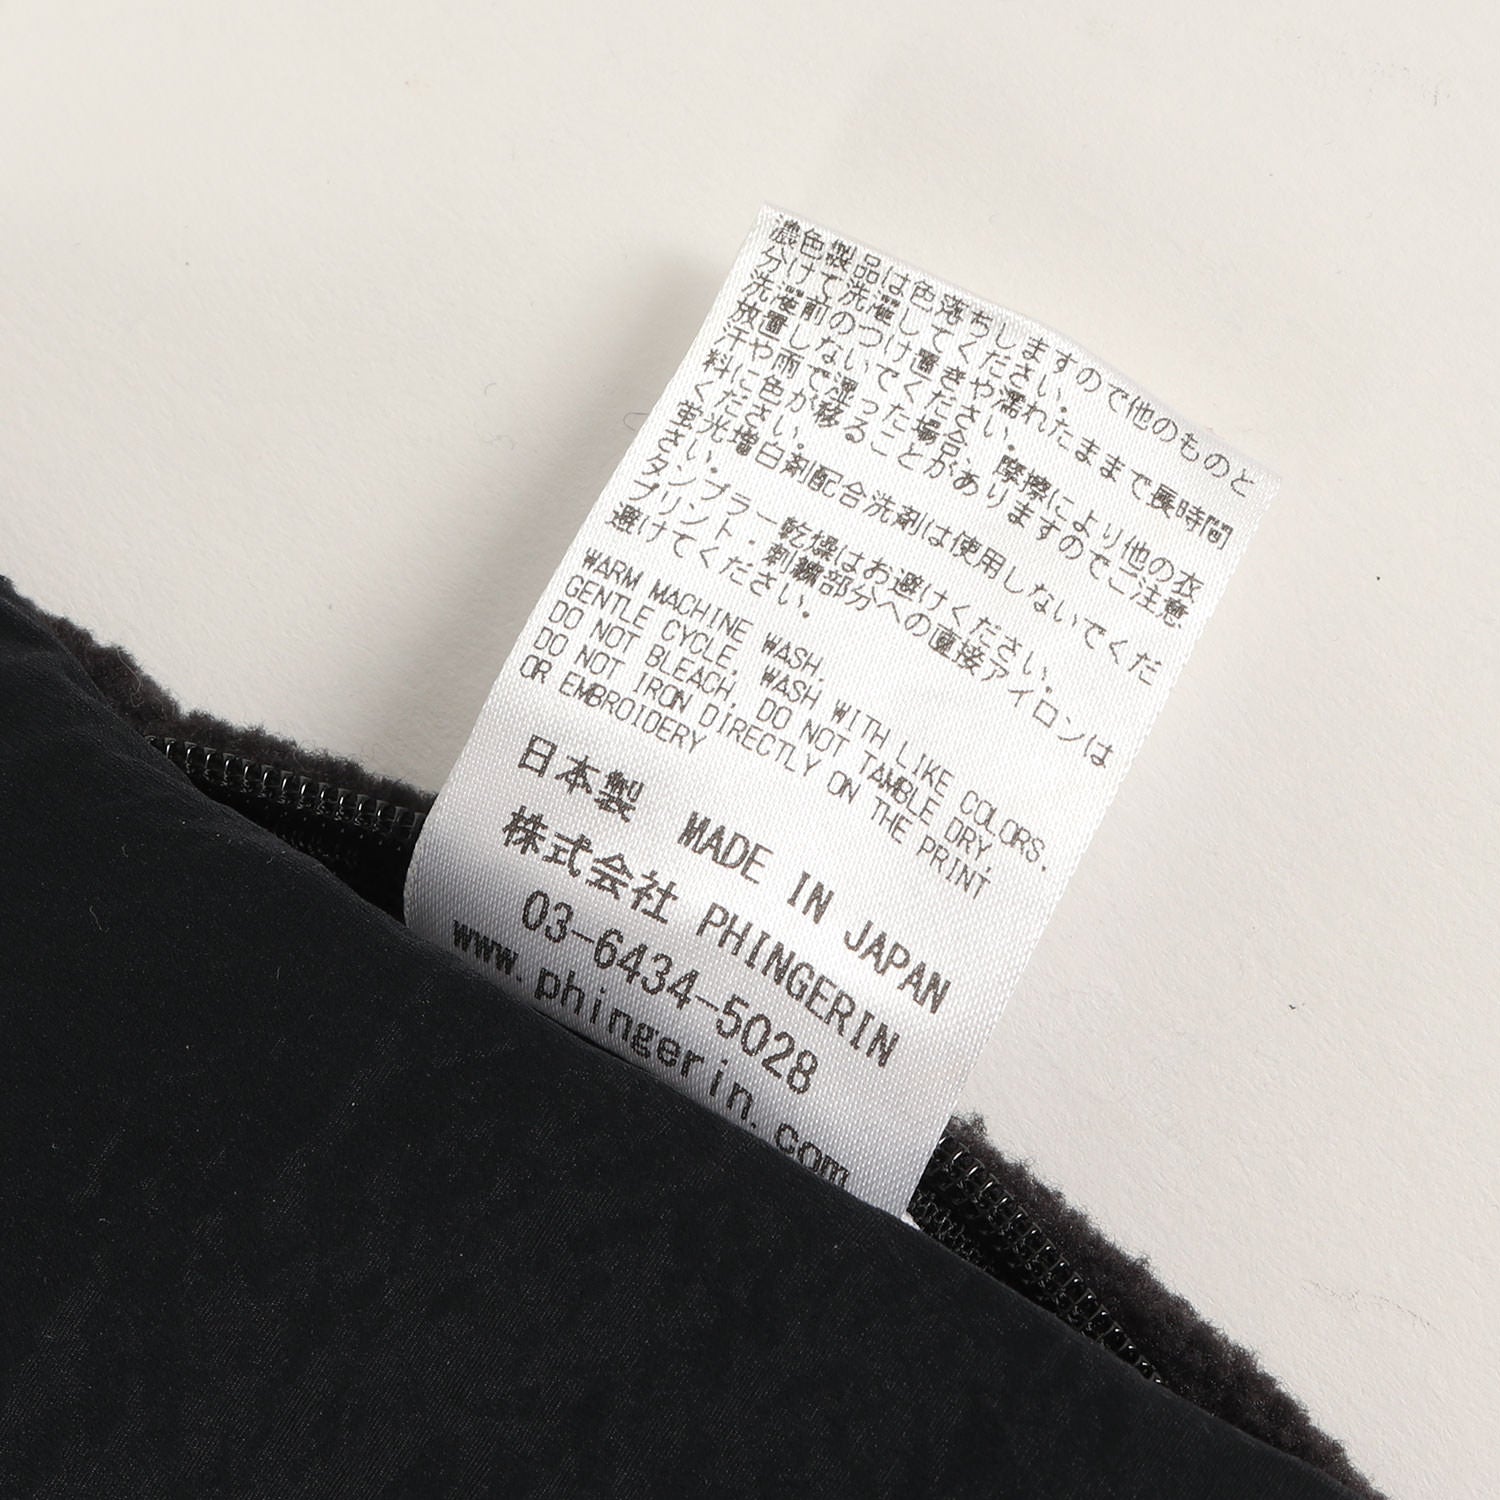 濃色製品は色落ちしますので他のものと
分けて洗濯してください。
洗濯前のつけ置きや濡れたままで長時間
放置しないでください。
汗や雨で湿った場合、摩擦により他の衣
料に色が移ることがありますのでご注意
ください。
蛍光増白剤配合洗剤は使用しないでくだ
さい。
タンブラー乾燥はお避けください。
プリント・刺繍部分への直接アイロンは
避けてください。
WARM MACHINE WASH.
GENTLE CYCLE. WASH WITH LIKE COLORS.
DO NOT BLEACH, DO NOT TAMBLE DRY.
DO NOT IRON DIRECTLY ON THE PRINT
OR EMBROIDERY
日本製 MADE IN JAPAN
株式会社 PHINGERIN
03-6434-5028
www.phingerin.com